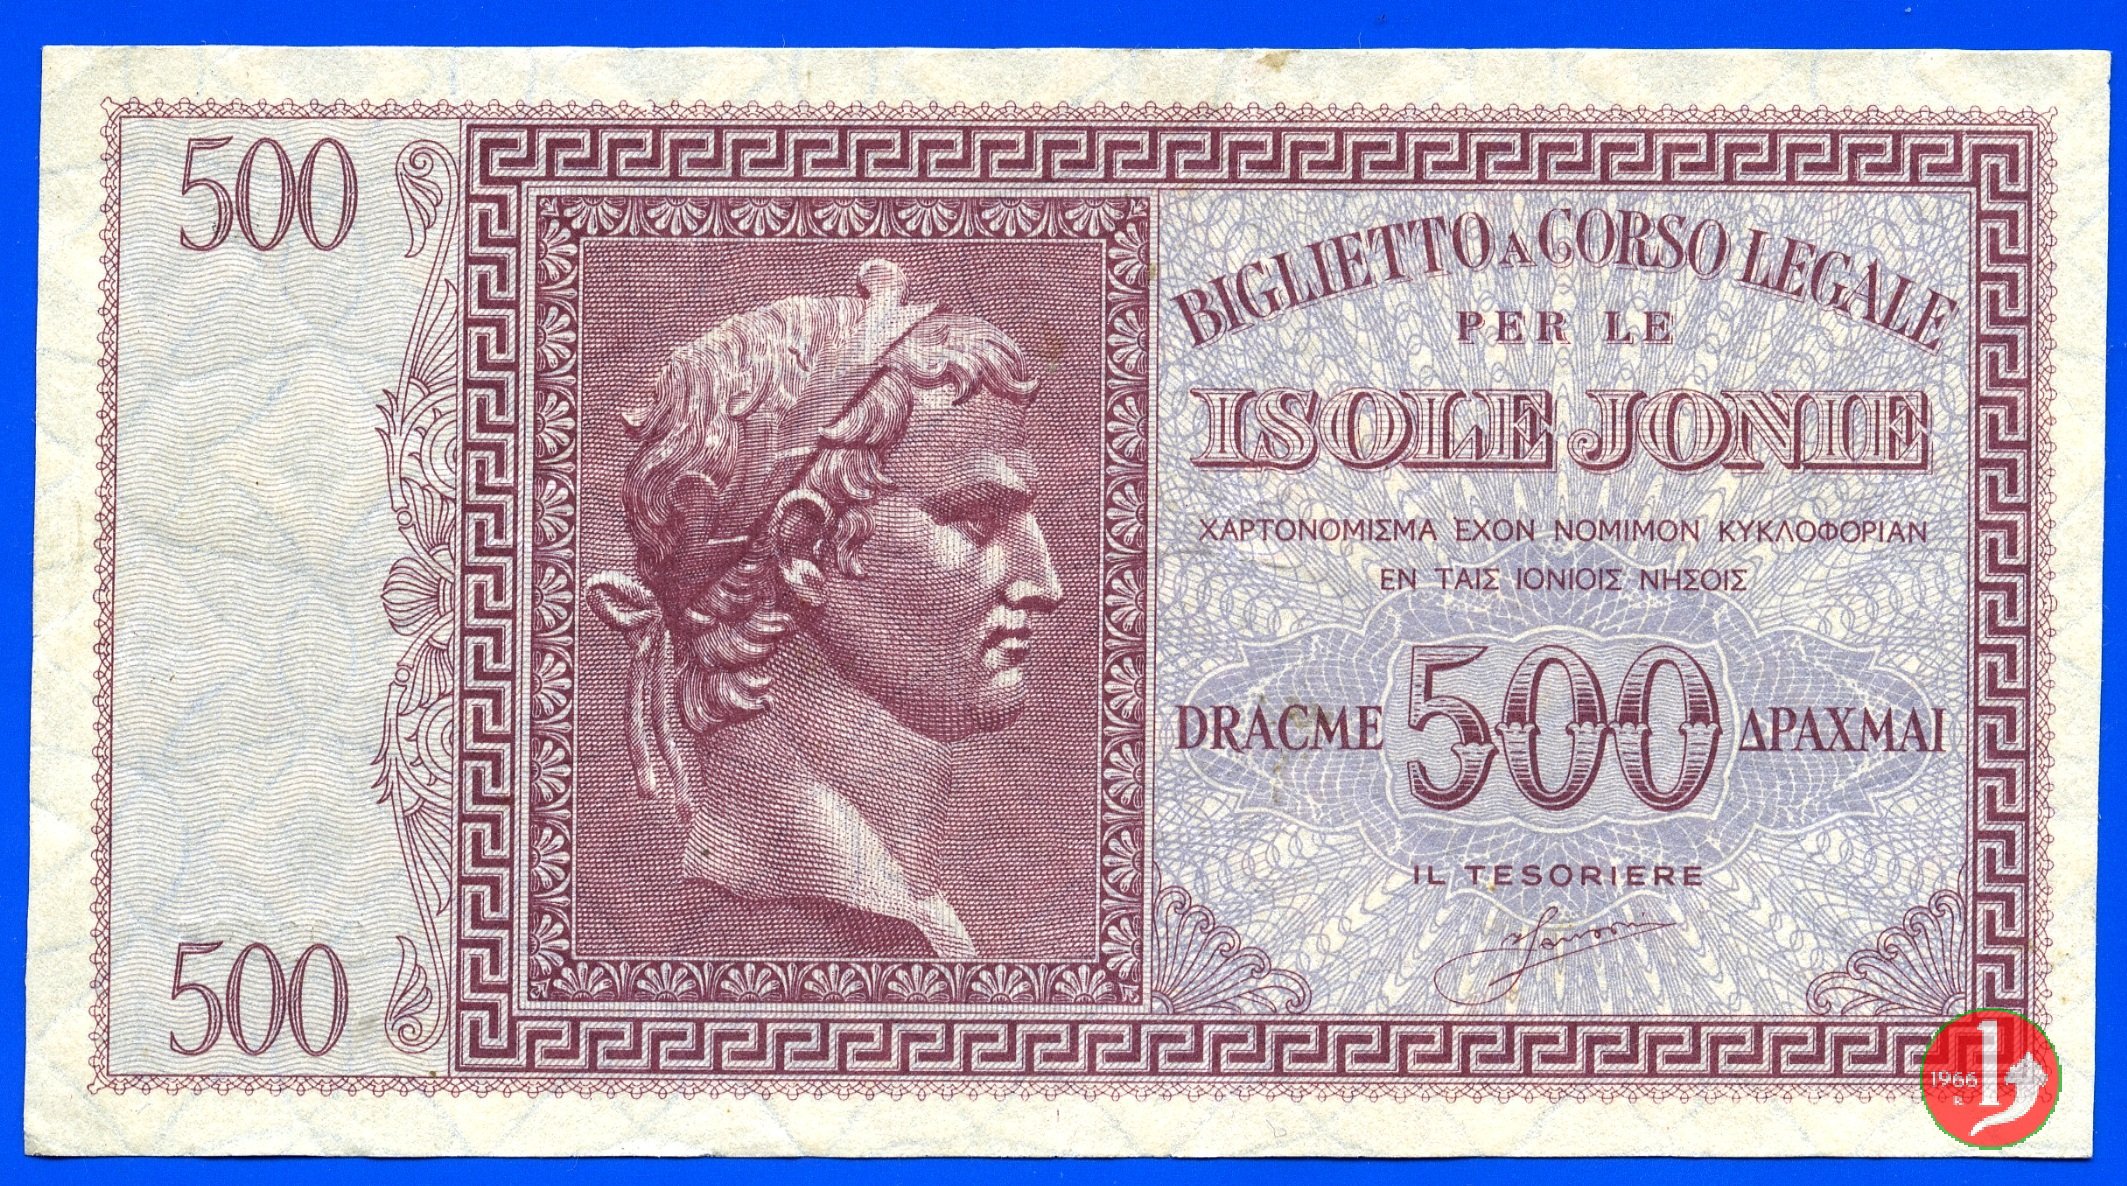 500
BIGLIETTO A CORSO LEGALE
PER LE
ISOLE JONIE
ΧΑΡΤΟΝΟΜΙΣΜΑ ΈΧΟΝ ΝΟΜΙΜΟΝ ΚΥΚΛΟΦΟΡΙΑΝ
ΕΝ ΤΑΙΣ ΙΟΝΙΟΙΣ ΝΗΣΟΙΣ
DRACME 500 ΔΡΑΧΜΑΙ
IL TESORIERE
500
1966
R